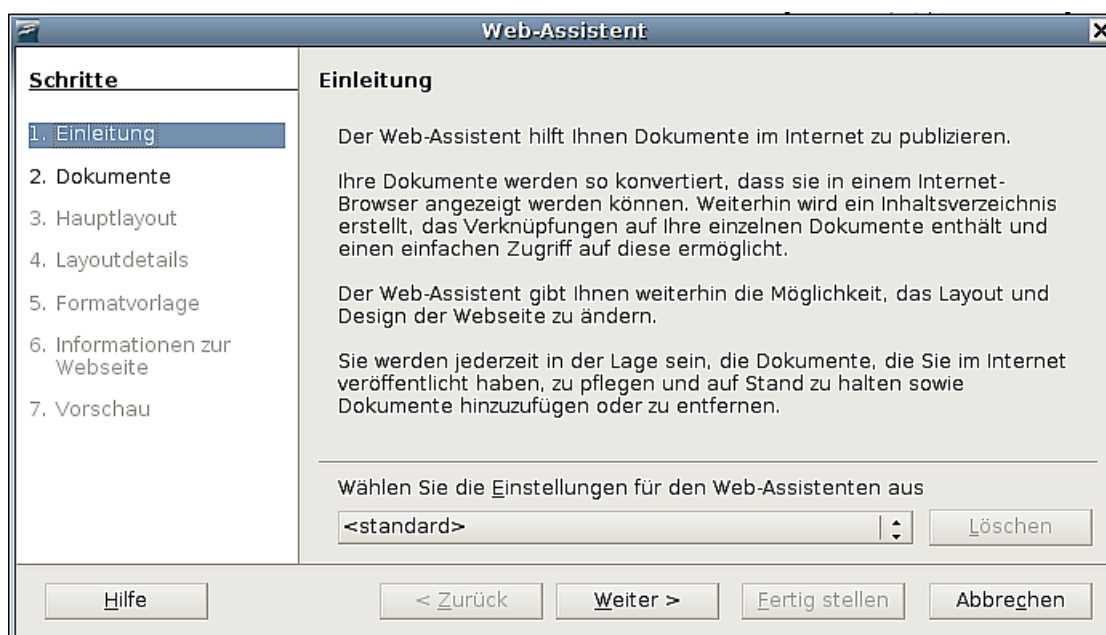 Web-Assistent
Schritte
1. Einleitung
2. Dokumente
3. Hauptlayout
4. Layoutdetails
5. Formatvorlage
6. Informationen zur
Webseite
7. Vorschau
Einleitung
Der Web-Assistent hilft Ihnen Dokumente im Internet zu publizieren.
Ihre Dokumente werden so konvertiert, dass sie in einem Internet-
Browser angezeigt werden können. Weiterhin wird ein Inhaltsverzeichnis
erstellt, das Verknüpfungen auf Ihre einzelnen Dokumente enthält und
einen einfachen Zugriff auf diese ermöglicht.
Der Web-Assistent gibt Ihnen weiterhin die Möglichkeit, das Layout und
Design der Webseite zu ändern.
Sie werden jederzeit in der Lage sein, die Dokumente, die Sie im Internet
veröffentlicht haben, zu pflegen und auf Stand zu halten sowie
Dokumente hinzuzufügen oder zu entfernen.
Wählen Sie die Einstellungen für den Web-Assistenten aus
<standard>
Löschen
Hilfe
< Zurück
Weiter >
Fertig stellen
Abbrechen